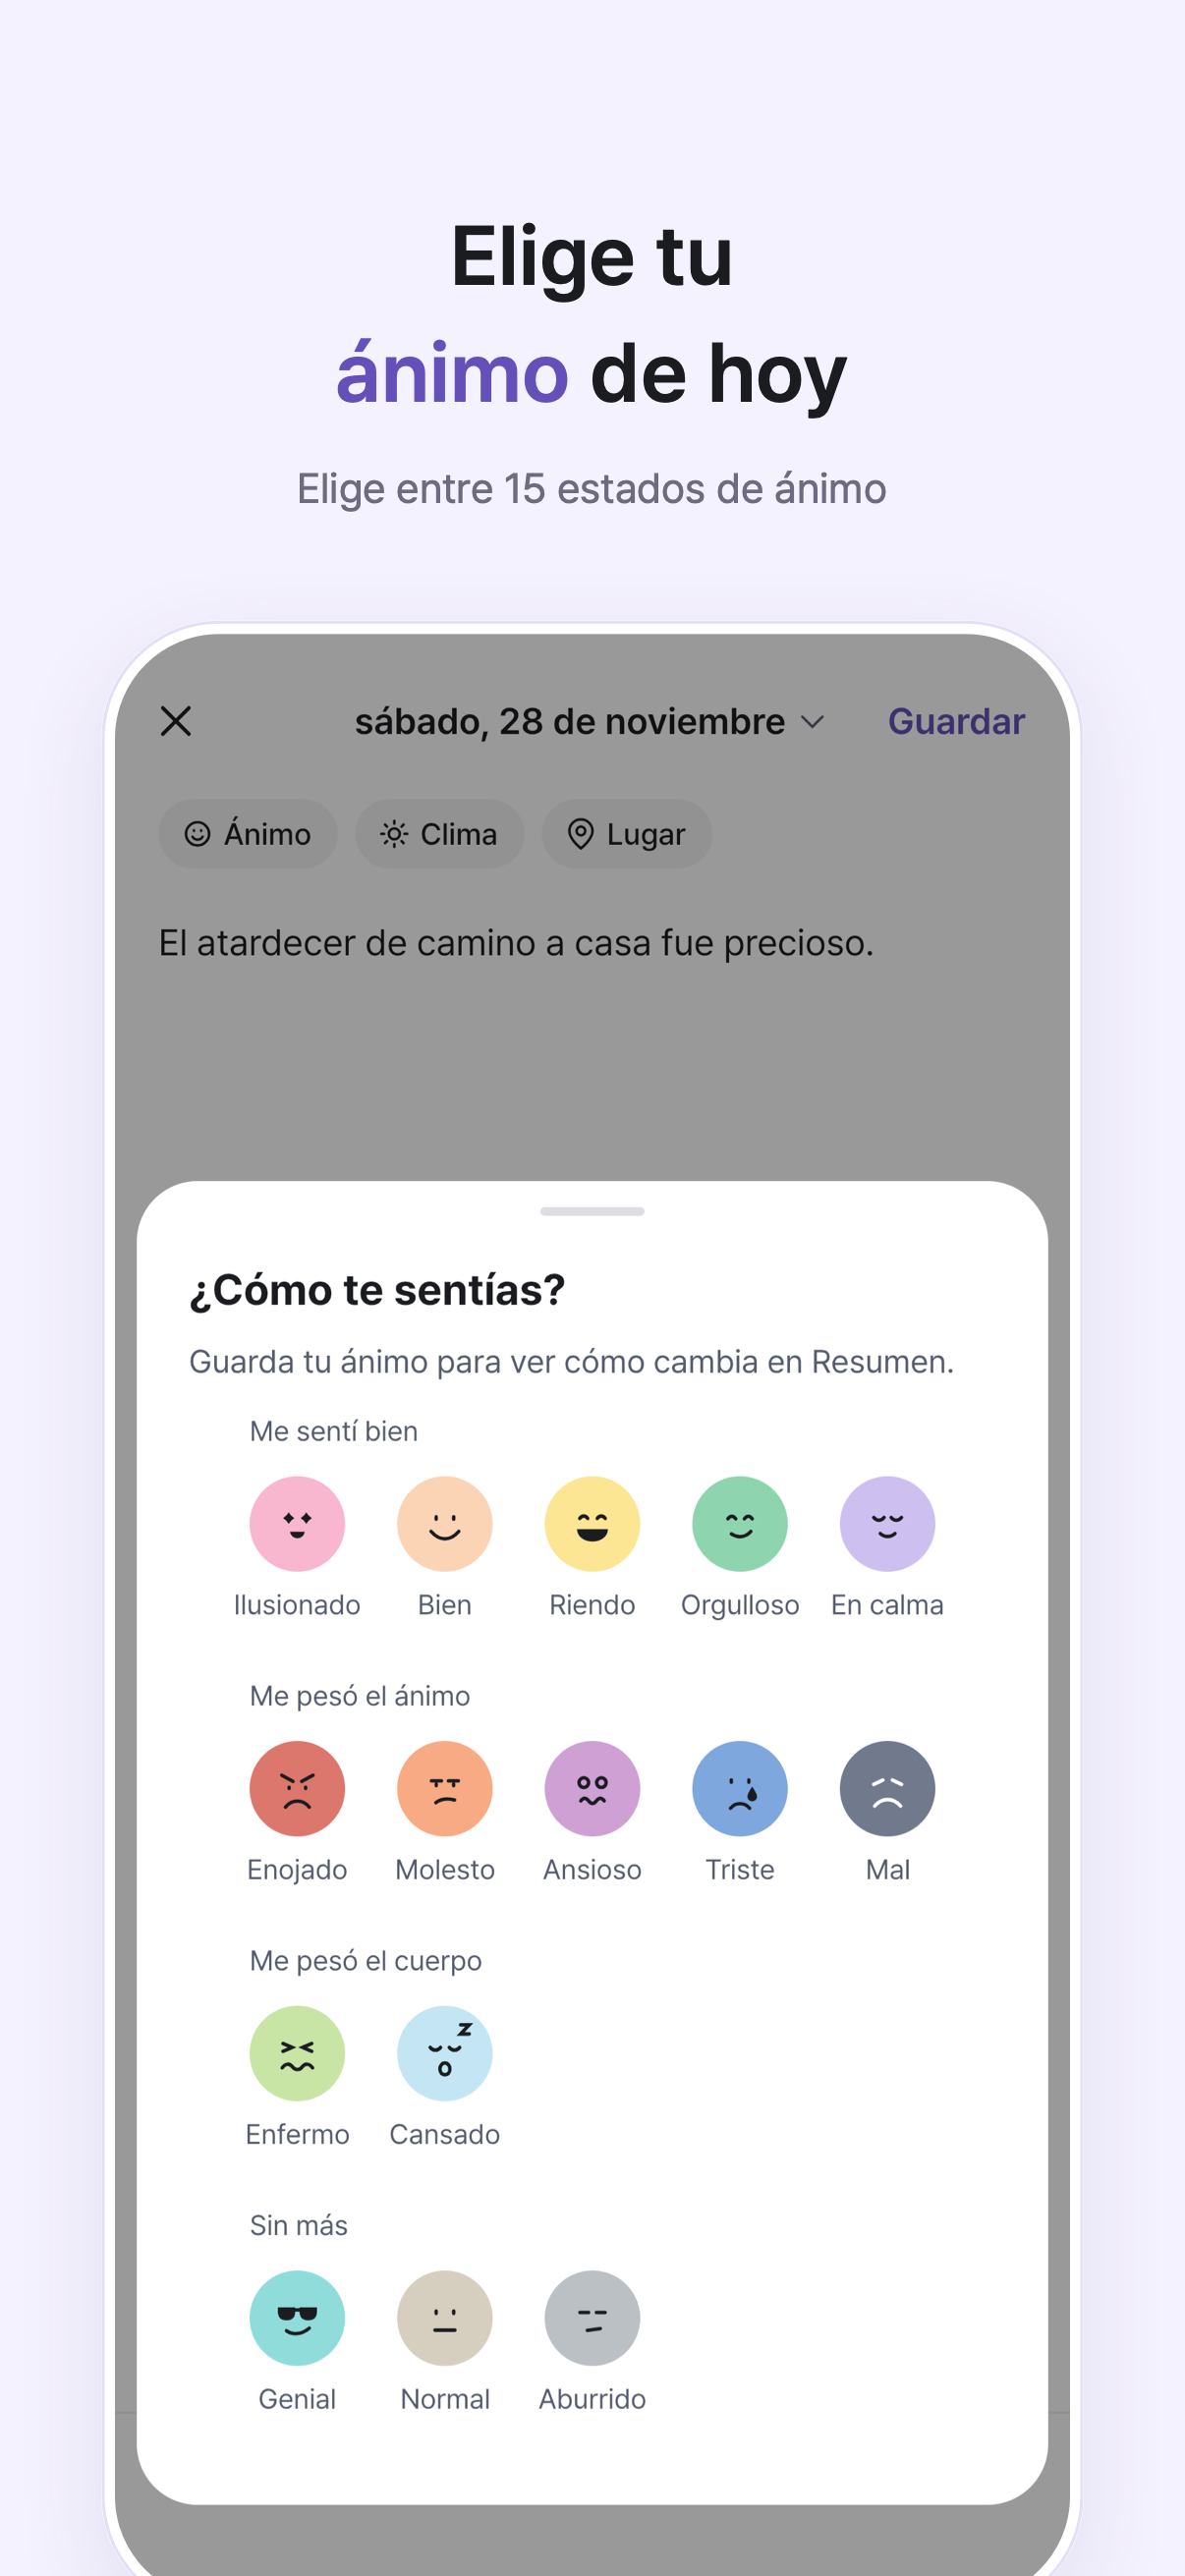 Elige tu
ánimo de hoy
Elige entre 15 estados de ánimo
sábado, 28 de noviembre Guardar
Ánimo Clima Lugar
El atardecer de camino a casa fue precioso.
¿Cómo te sentías?
Guarda tu ánimo para ver cómo cambia en Resumen.
Me sentí bien
Ilusionado Bien Riendo Orgulloso En calma
Me pesó el ánimo
Enojado Molesto Ansioso Triste Mal
Me pesó el cuerpo
Enfermo Cansado
Sin más
Genial Normal Aburrido